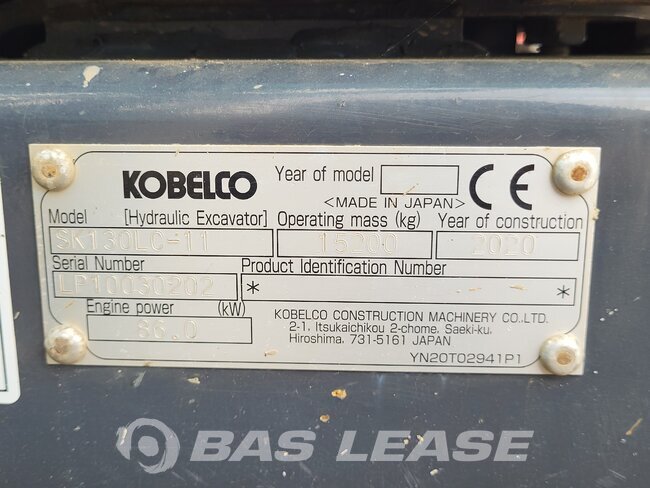 KOBELCO
Year of model
CE
<MADE IN JAPAN>
Model [Hydraulic Excavator] Operating mass (kg) Year of construction
SK130LC-11 15200 2020
Serial Number Product Identification Number
LP10030202 * *
Engine power (kW)
86.0
KOBELCO CONSTRUCTION MACHINERY CO.,LTD.
2-1, Itsukaichikou 2-chome, Saeki-ku,
Hiroshima, 731-5161 JAPAN
YN20T02941P1
BAS LEASE